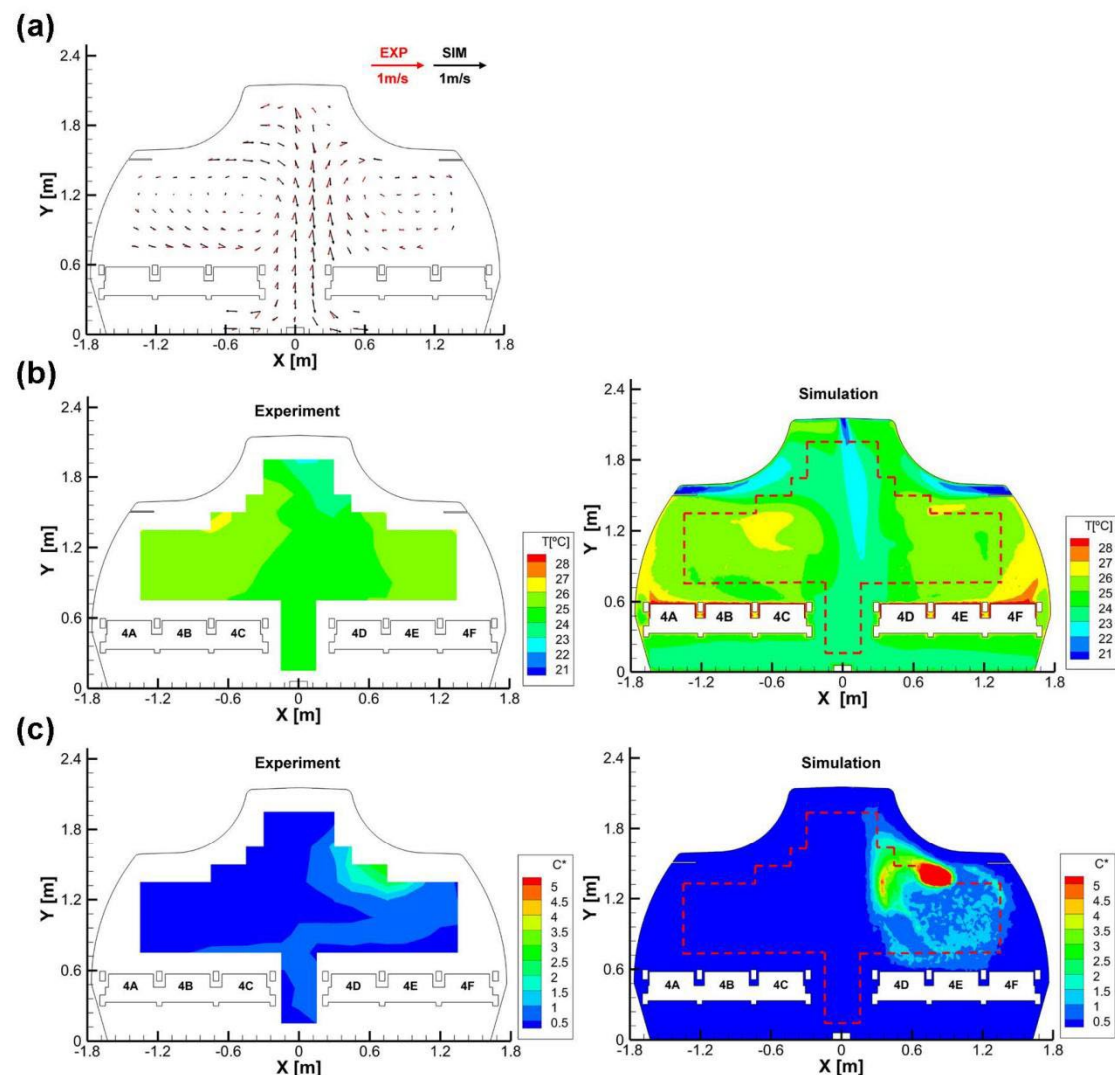 (a)
2.4
EXP SIM
1m/s 1m/s
1.8
Y [m]
1.2
0.6
0
-1.8 -1.2 -0.6 0 0.6 1.2 1.8
X [m]
(b)
Experiment
2.4
1.8
Y [m]
1.2
0.6
0
4A 4B 4C 4D 4E 4F
-1.8 -1.2 -0.6 0 0.6 1.2 1.8
X [m]
T[ºC]
28
27
26
25
24
23
22
21
Simulation
2.4
1.8
Y [m]
1.2
0.6
0
4A 4B 4C 4D 4E 4F
-1.8 -1.2 -0.6 0 0.6 1.2 1.8
X [m]
T[ºC]
28
27
26
25
24
23
22
21
(c)
Experiment
2.4
1.8
Y [m]
1.2
0.6
0
4A 4B 4C 4D 4E 4F
-1.8 -1.2 -0.6 0 0.6 1.2 1.8
X [m]
C*
5
4.5
4
3.5
3
2.5
2
1.5
1
0.5
Simulation
2.4
1.8
Y [m]
1.2
0.6
0
4A 4B 4C 4D 4E 4F
-1.8 -1.2 -0.6 0 0.6 1.2 1.8
X [m]
C*
5
4.5
4
3.5
3
2.5
2
1.5
1
0.5